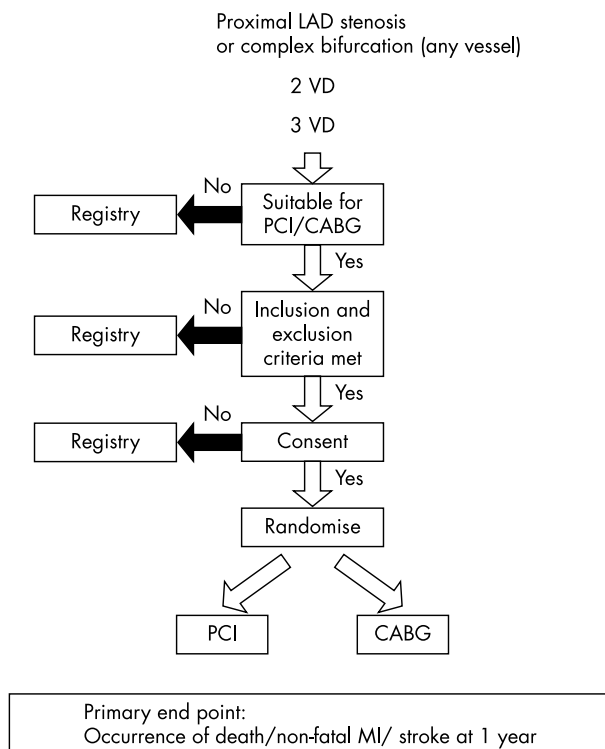 Proximal LAD stenosis
or complex bifurcation (any vessel)
2 VD
3 VD
No
Registry
Suitable for
PCI/CABG
Yes
No
Registry
Inclusion and
exclusion
criteria met
Yes
No
Registry
Consent
Yes
Randomise
PCI
CABG
Primary end point:
Occurrence of death/non-fatal MI/ stroke at 1 year